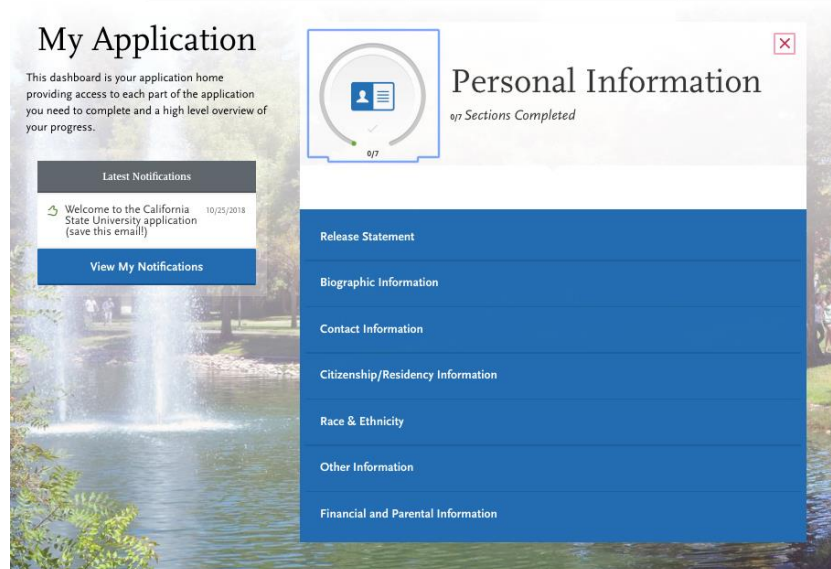 My Application
This dashboard is your application home
providing access to each part of the application
you need to complete and a high level overview of
your progress.
Latest Notifications
Welcome to the California
State University application
(save this email!)
10/25/2018
View My Notifications
0/7
Personal Information
0/7 Sections Completed
Release Statement
Biographic Information
Contact Information
Citizenship/Residency Information
Race & Ethnicity
Other Information
Financial and Parental Information